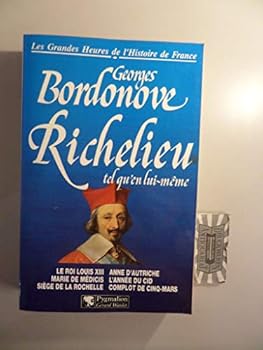 Les Grandes Heures de l'Histoire de France
Georges
Bordonove
Richelieu
tel qu'en lui-même
LE ROI LOUIS XIII
MARIE DE MÉDICIS
SIÈGE DE LA ROCHELLE
ANNE D'AUTRICHE
L'ANNÉE DU CID
COMPLOT DE CINQ-MARS
Pygmalion
Gérard Watelet